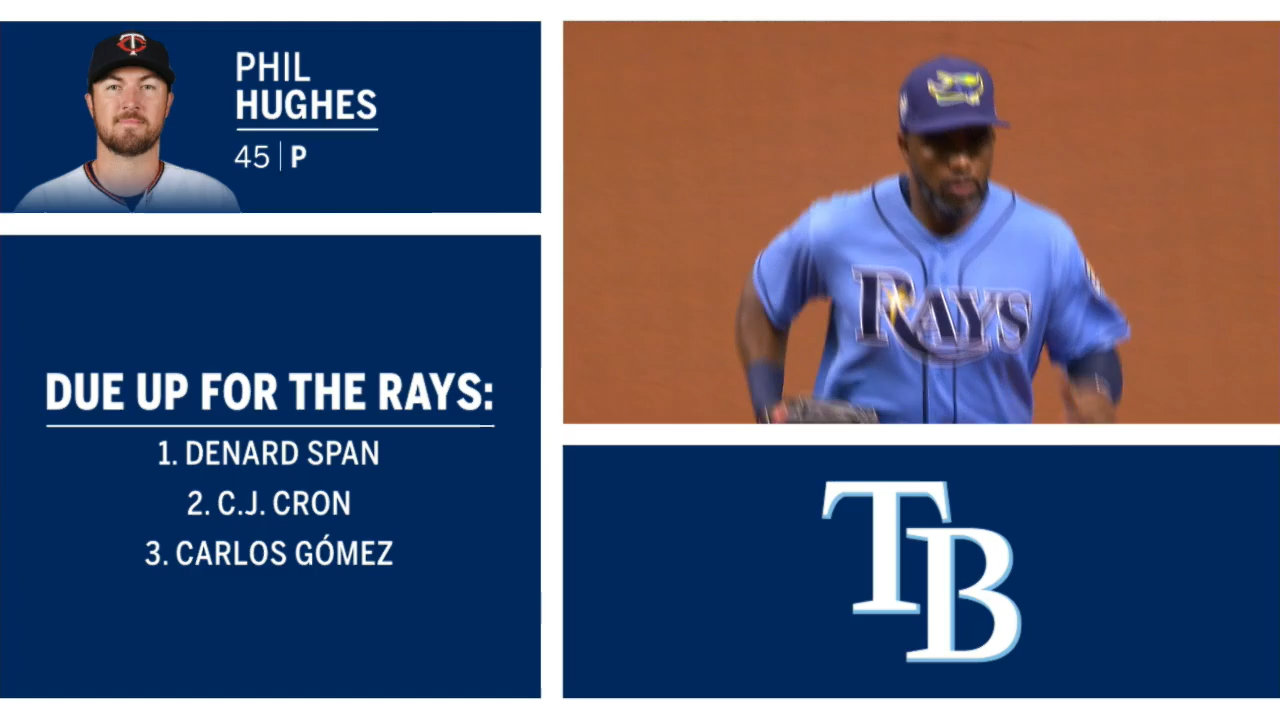 PHIL
HUGHES
45 | P
DUE UP FOR THE RAYS:
1. DENARD SPAN
2. C.J. CRON
3. CARLOS GÓMEZ
RAYS
TB